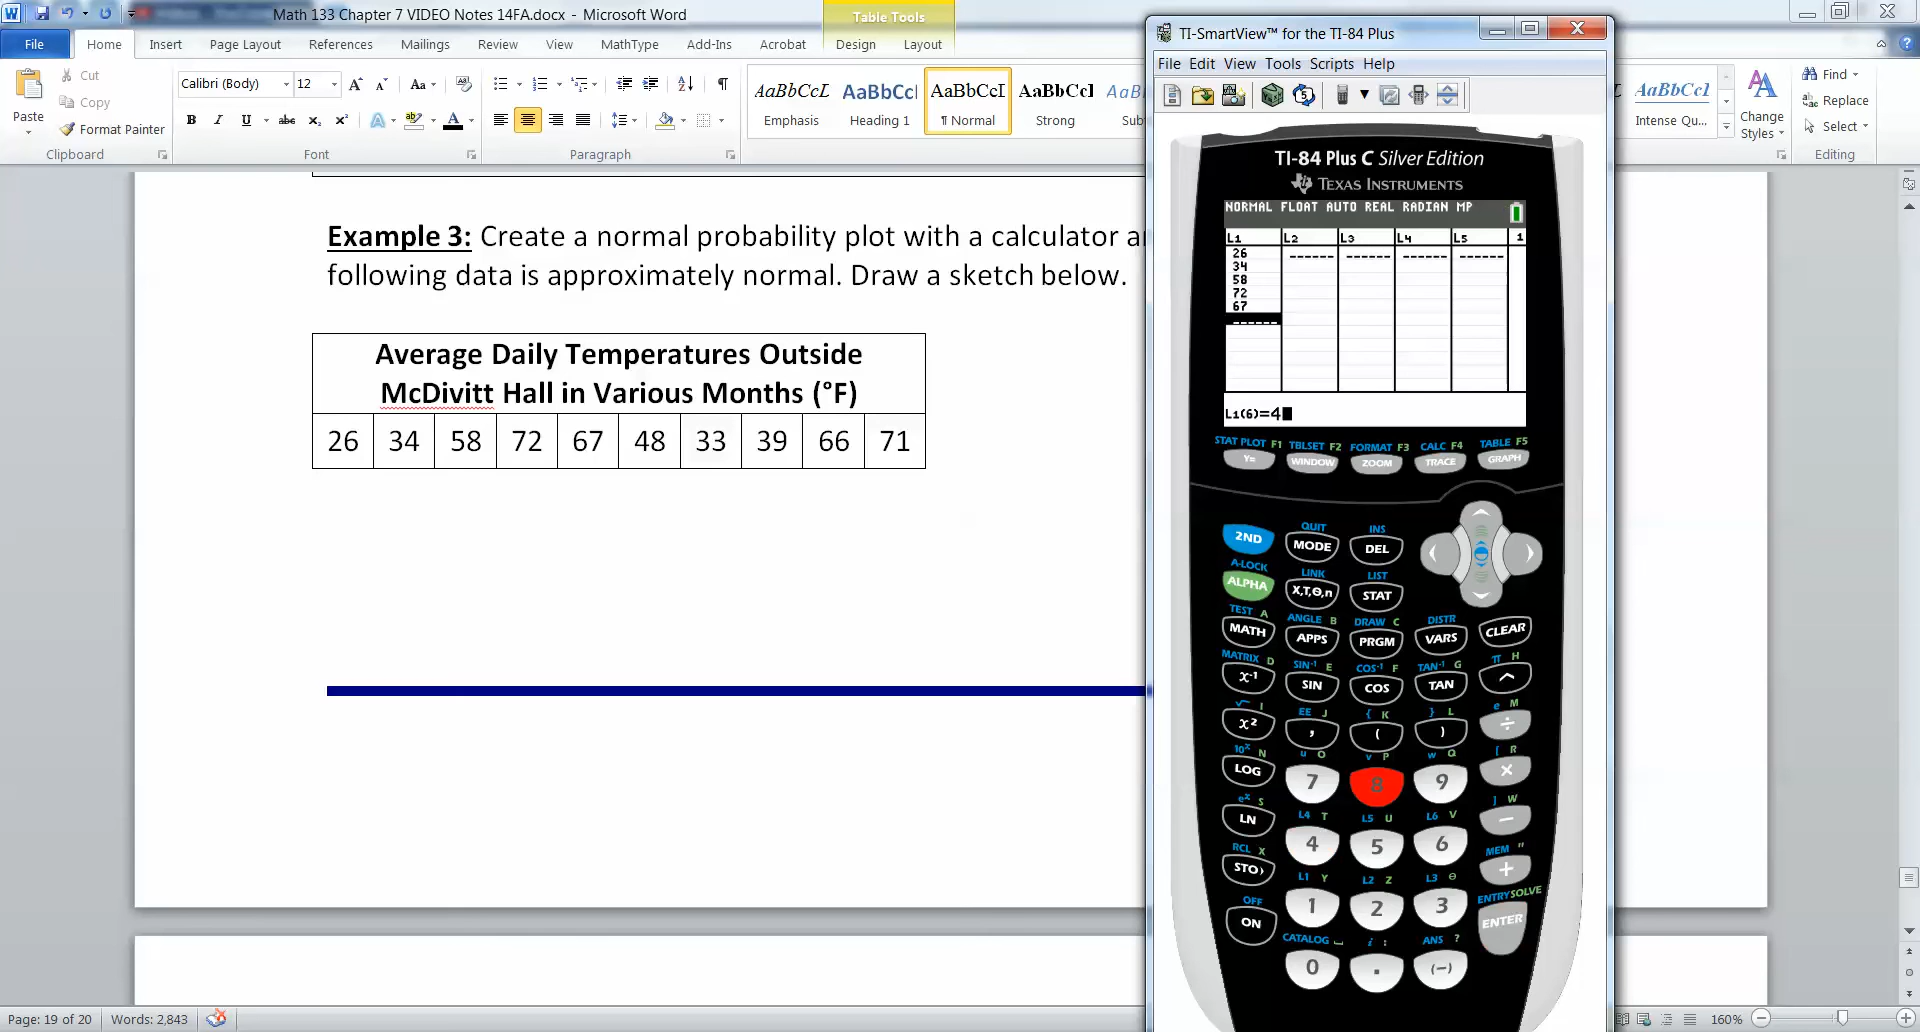 Math 133 Chapter 7 VIDEO Notes 14FA.docx - Microsoft Word
Table Tools
File Home Insert Page Layout References Mailings Review View MathType Add-Ins Acrobat Design Layout
Paste
Cut
Copy
Format Painter
Clipboard
Calibri (Body) 12
B I U abc x₂ x² A ab A
Font
Paragraph
AaBbCcL AaBbCcI AaBbCcI AaBbCcI AaBb AaBbCcI
Emphasis Heading 1 ¶ Normal Strong Sub Intense Qu...
Change Styles
Find
Replace
Select
Editing
Example 3: Create a normal probability plot with a calculator a
following data is approximately normal. Draw a sketch below.
Average Daily Temperatures Outside
McDivitt Hall in Various Months (°F)
26 34 58 72 67 48 33 39 66 71
Page: 19 of 20 Words: 2,843
160%
TI-SmartView™ for the TI-84 Plus
File Edit View Tools Scripts Help
TI-84 Plus C Silver Edition
TEXAS INSTRUMENTS
NORMAL FLOAT AUTO REAL RADIAN MP
L1 L2 L3 L4 L5 1
26
34
58
72
67
L1(6)=4
STAT PLOT F1 TBLSET F2 FORMAT F3 CALC F4 TABLE F5
Y= WINDOW ZOOM TRACE GRAPH
QUIT INS
2ND MODE DEL
A-LOCK LINK LIST
ALPHA X,T,Θ,n STAT
TEST A ANGLE B DRAW C DISTR
MATH APPS PRGM VARS CLEAR
MATRIX D SIN⁻¹ E COS⁻¹ F TAN⁻¹ G π H
x⁻¹ SIN COS TAN ^
√ I EE J { K } L e M
x² , ( ) ÷
10ˣ N u O v P w Q [ R
LOG 7 8 9 ×
eˣ S L4 T L5 U L6 V ] W
LN 4 5 6 −
RCL X L1 Y L2 Z L3 θ MEM "
STO› 1 2 3 +
OFF CATALOG i : ANS ? ENTRY SOLVE
ON 0 . (−) ENTER